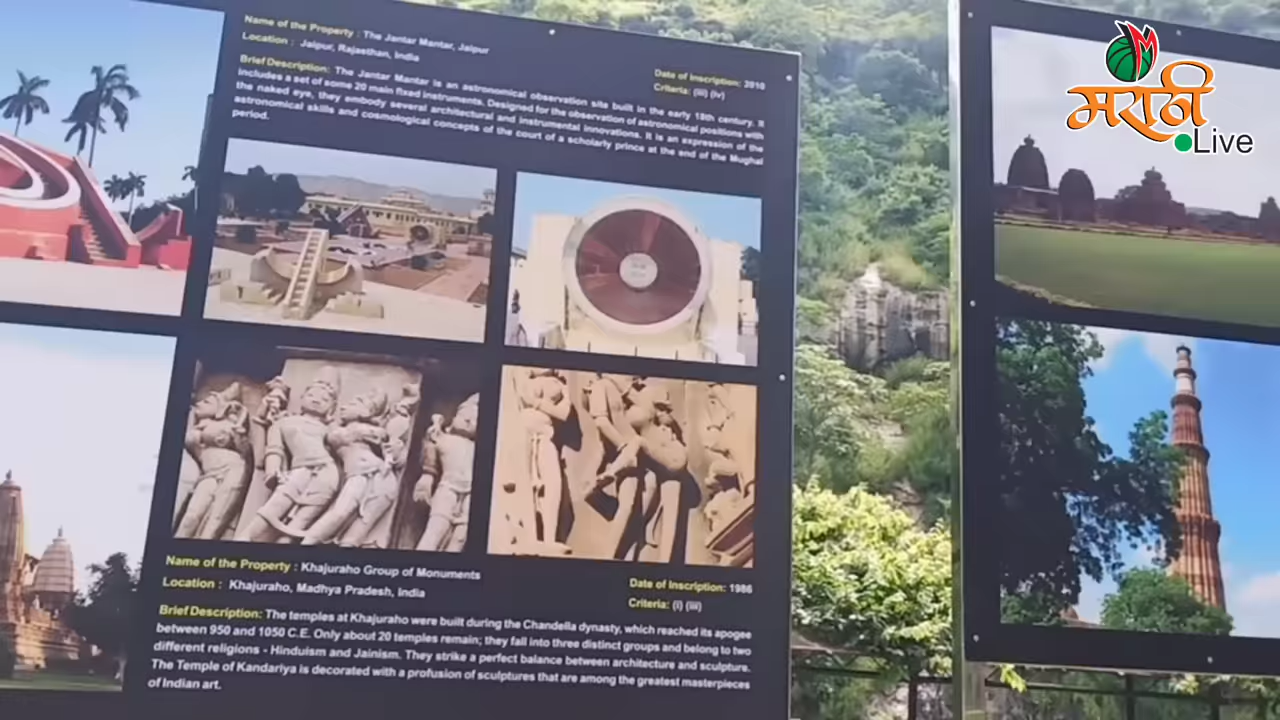 Name of the Property : The Jantar Mantar, Jaipur
Location : Jaipur, Rajasthan, India
Date of Inscription: 2010
Criteria: (iii) (iv)
Brief Description: The Jantar Mantar is an astronomical observation site built in the early 18th century. It
includes a set of some 20 main fixed instruments. Designed for the observation of astronomical positions with
the naked eye, they embody several architectural and instrumental innovations. It is an expression of the
astronomical skills and cosmological concepts of the court of a scholarly prince at the end of the Mughal
period.
मराठी
Live
Name of the Property : Khajuraho Group of Monuments
Location : Khajuraho, Madhya Pradesh, India
Date of Inscription: 1986
Criteria: (i) (iii)
Brief Description: The temples at Khajuraho were built during the Chandella dynasty, which reached its apogee
between 950 and 1050 C.E. Only about 20 temples remain; they fall into three distinct groups and belong to two
different religions - Hinduism and Jainism. They strike a perfect balance between architecture and sculpture.
The Temple of Kandariya is decorated with a profusion of sculptures that are among the greatest masterpieces
of Indian art.